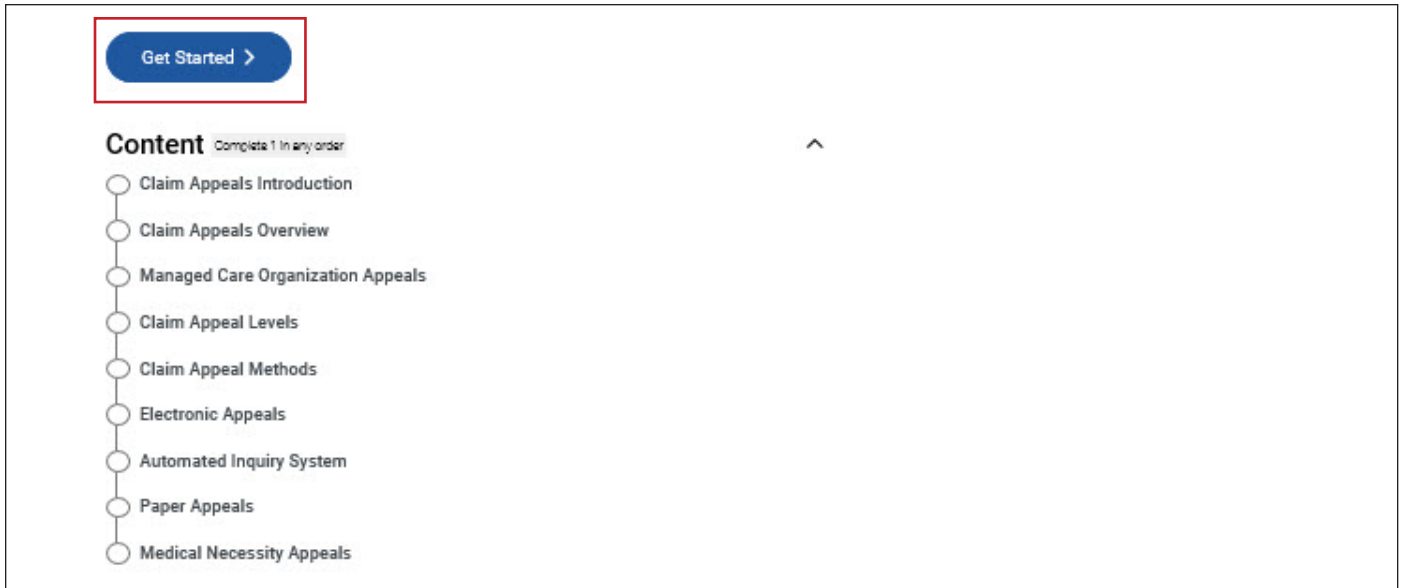 Get Started
Content Complete 1 in any order
Claim Appeals Introduction
Claim Appeals Overview
Managed Care Organization Appeals
Claim Appeal Levels
Claim Appeal Methods
Electronic Appeals
Automated Inquiry System
Paper Appeals
Medical Necessity Appeals